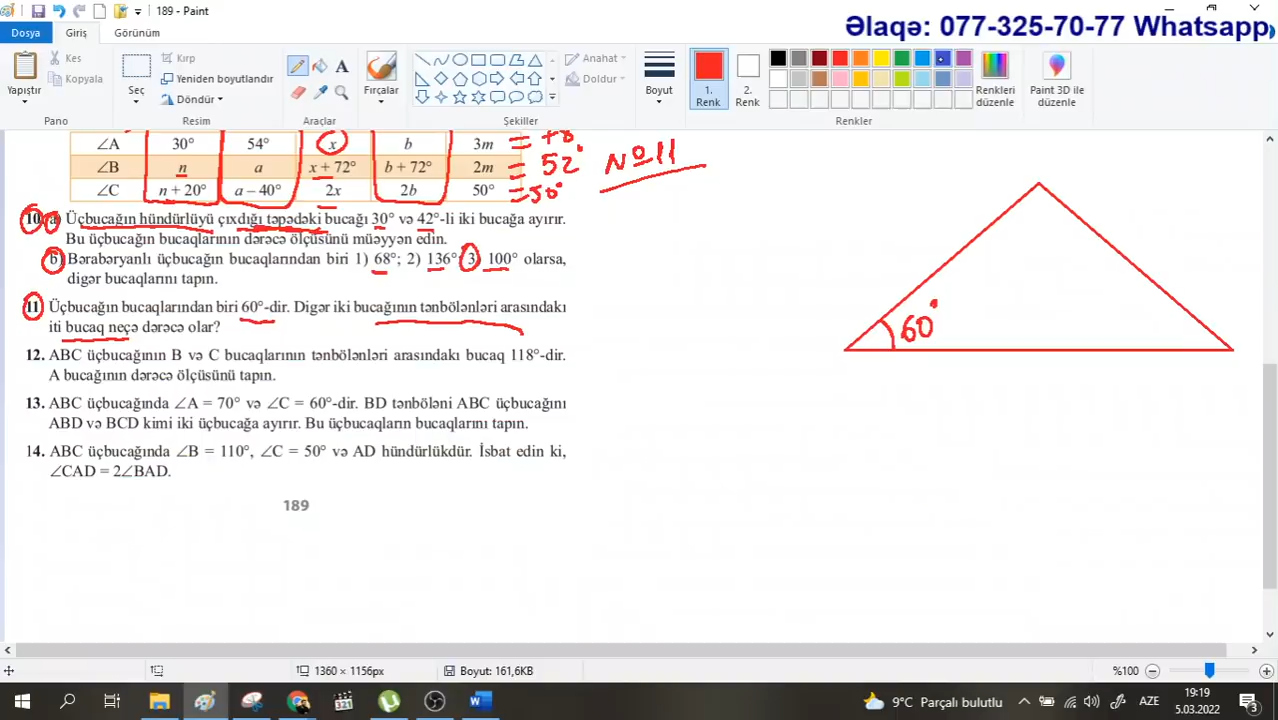 189 - Paint
Əlaqə: 077-325-70-77 Whatsapp
Dosya Giriş Görünüm
Yapıştır
Kes
Kopyala
Pano
Seç
Kırp
Yeniden boyutlandır
Döndür
Resim
Araçlar
Fırçalar
Şekiller
Anahat
Doldur
Boyut
1. Renk
2. Renk
Renkler
Renkleri düzenle
Paint 3D ile düzenle
∠A 30° 54° x b 3m =
∠B n a x + 72° b + 72° 2m = 52°
∠C n + 20° a – 40° 2x 2b 50° = 50°
№11
10. a) Üçbucağın hündürlüyü çıxdığı təpədəki bucağı 30° və 42°-li iki bucağa ayırır.
Bu üçbucağın bucaqlarının dərəcə ölçüsünü müəyyən edin.
b) Bərabəryanlı üçbucağın bucaqlarından biri 1) 68°; 2) 136°; 3) 100° olarsa,
digər bucaqlarını tapın.
11. Üçbucağın bucaqlarından biri 60°-dir. Digər iki bucağının tənbölənləri arasındakı
iti bucaq neçə dərəcə olar?
12. ABC üçbucağının B və C bucaqlarının tənbölənləri arasındakı bucaq 118°-dir.
A bucağının dərəcə ölçüsünü tapın.
13. ABC üçbucağında ∠A = 70° və ∠C = 60°-dir. BD tənböləni ABC üçbucağını
ABD və BCD kimi iki üçbucağa ayırır. Bu üçbucaqların bucaqlarını tapın.
14. ABC üçbucağında ∠B = 110°, ∠C = 50° və AD hündürlükdür. İsbat edin ki,
∠CAD = 2∠BAD.
189
60°
1360 × 1156px
Boyut: 161,6KB
%100
9°C Parçalı bulutlu
AZE
19:19
5.03.2022
3